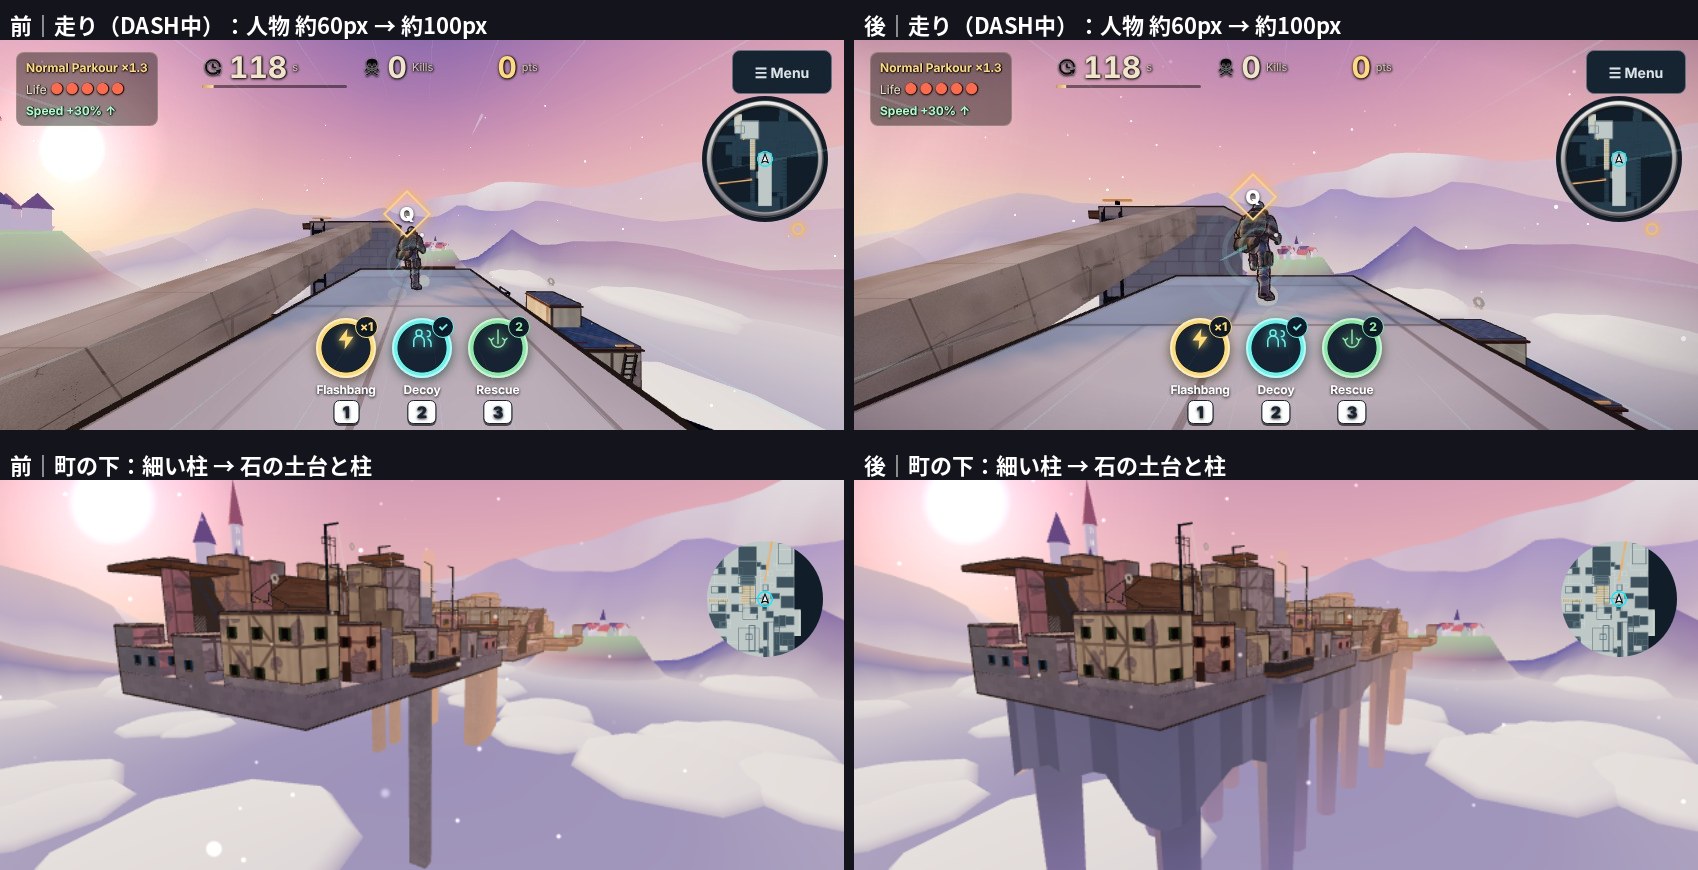 前｜走り（DASH中）：人物 約60px → 約100px
Normal Parkour ×1.3
Life
Speed +30% ↑
118 s
0 Kills
0 pts
☰ Menu
Q
×1
✓
2
Flashbang
Decoy
Rescue
1
2
3
後｜走り（DASH中）：人物 約60px → 約100px
Normal Parkour ×1.3
Life
Speed +30% ↑
118 s
0 Kills
0 pts
☰ Menu
Q
×1
✓
2
Flashbang
Decoy
Rescue
1
2
3
前｜町の下：細い柱 → 石の土台と柱
後｜町の下：細い柱 → 石の土台と柱